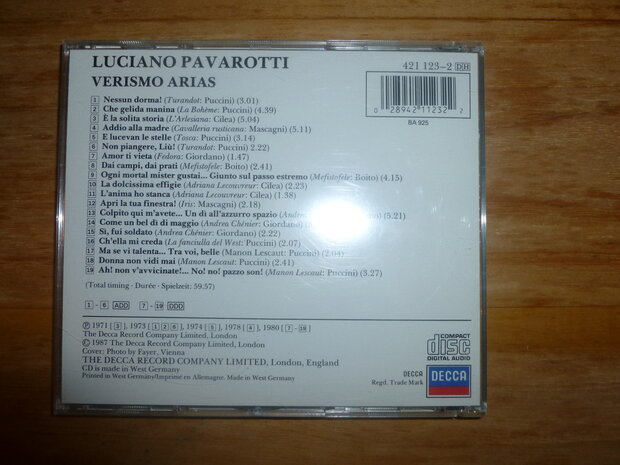 LUCIANO PAVAROTTI
VERISMO ARIAS
421 123-2 DH
0 28942 11232 2
BA 925
1 Nessun dorma! (Turandot: Puccini) (3.01)
2 Che gelida manina (La Bohème: Puccini) (4.39)
3 È la solita storia (L'Arlesiana: Cilea) (5.04)
4 Addio alla madre (Cavalleria rusticana: Mascagni) (5.11)
5 E lucevan le stelle (Tosca: Puccini) (3.14)
6 Non piangere, Liù! (Turandot: Puccini) 2.22)
7 Amor ti vieta (Fedora: Giordano) (1.47)
8 Dai campi, dai prati (Mefistofele: Boito) (2.41)
9 Ogni mortal mister gustai... Giunto sul passo estremo (Mefistofele: Boito) (4.15)
10 La dolcissima effigie (Adriana Lecouvreur: Cilea) (2.23)
11 L'anima ho stanca (Adriana Lecouvreur: Cilea) (1.38)
12 Apri la tua finestra! (Iris: Mascagni) (2.18)
13 Colpito qui m'avete... Un dì all'azzurro spazio (Andrea (5.21)
14 Come un bel dì di maggio (Andrea Chénier: Giordano)
15 Sì, fui soldato (Andrea Chénier: Giordano) (2.22)
16 Ch'ella mi creda (La fanciulla del West: Puccini) (2.07)
17 Ma se vi talenta... Tra voi, belle (Manon Lescaut: Puccini) (2.04)
18 Donna non vidi mai (Manon Lescaut: Puccini) (2.41)
19 Ah! non v'avvicinate!... No! no! pazzo son! (Manon Lescaut: Puccini) (3.27)
(Total timing · Durée · Spielzeit: 59.57)
1 - 6 ADD 7 - 19 DDD
℗ 1971 [3], 1973 [1 2 6], 1974 [5], 1978 [4], 1980 [7 - 19]
The Decca Record Company Limited, London
© 1987 The Decca Record Company Limited, London
Cover: Photo by Fayer, Vienna
THE DECCA RECORD COMPANY LIMITED, London, England
CD is made in West Germany
Printed in West Germany/Imprimé en Allemagne. Made in West Germany
COMPACT
disc
DIGITAL AUDIO
DECCA
Regd. Trade Mark
DECCA